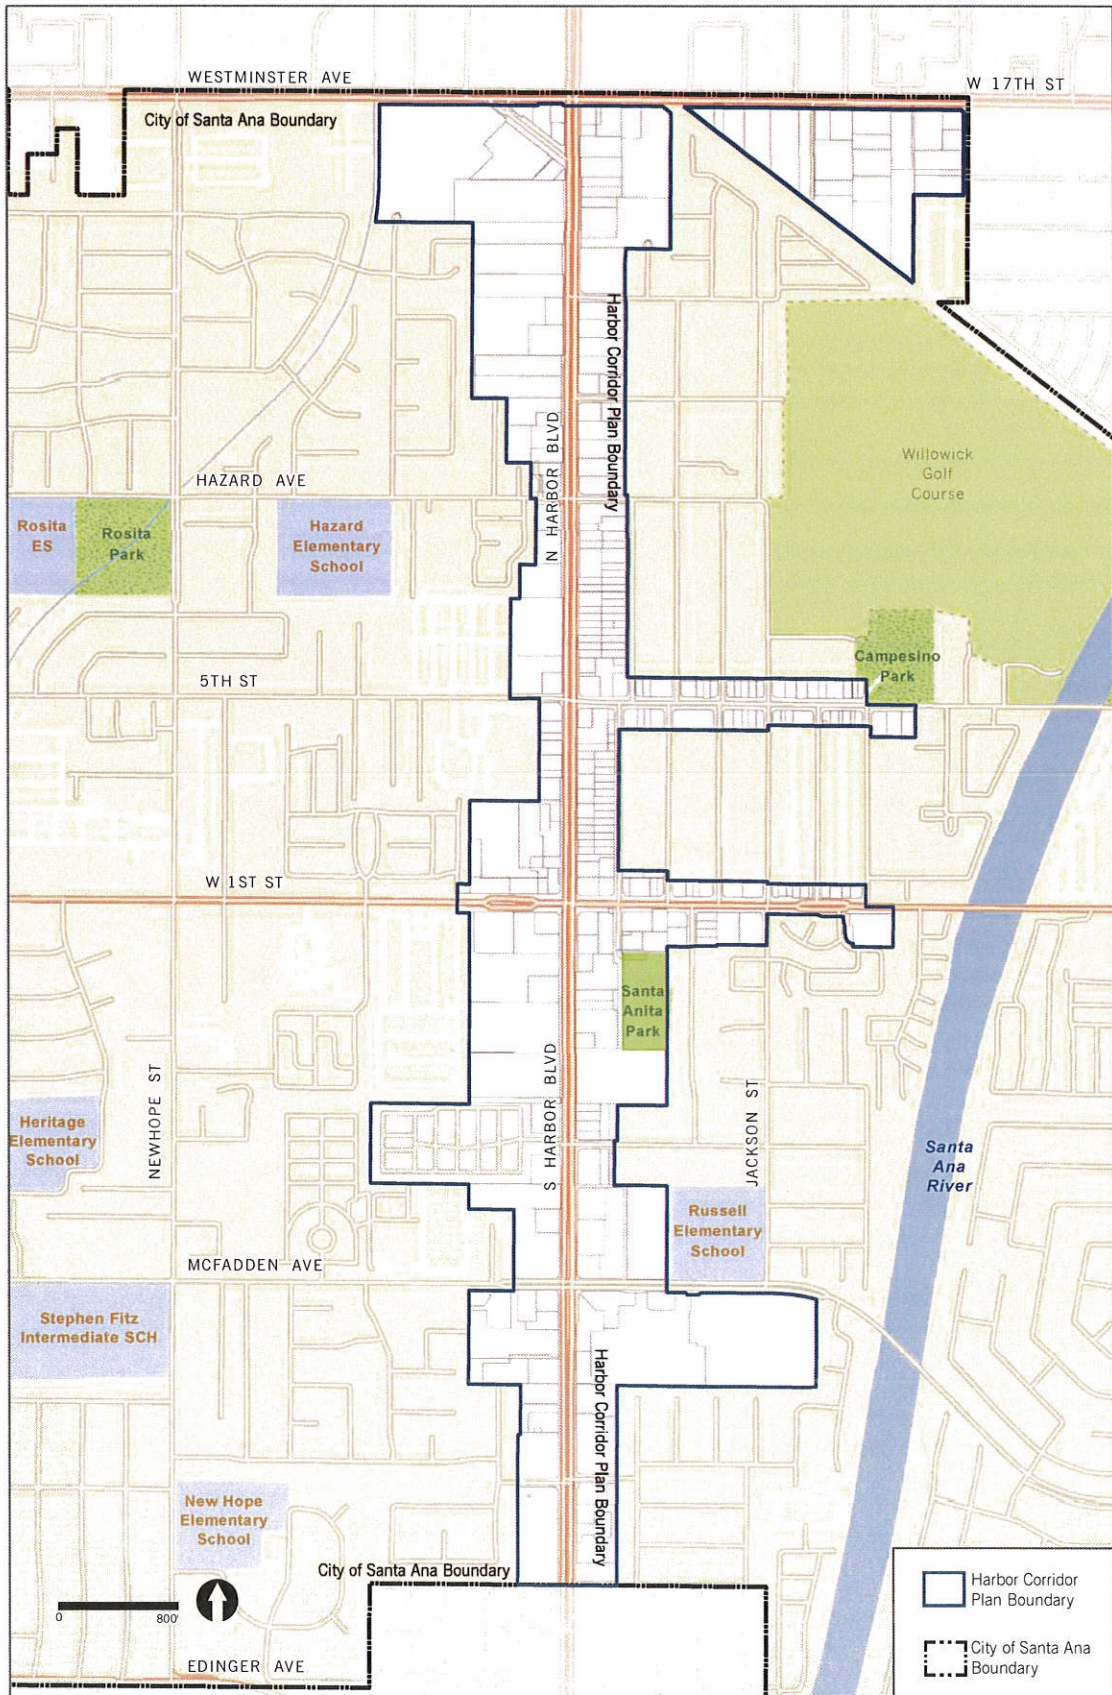 WESTMINSTER AVE
W 17TH ST
City of Santa Ana Boundary
Harbor Corridor Plan Boundary
N HARBOR BLVD
Willowick
Golf
Course
HAZARD AVE
Rosita
ES
Rosita
Park
Hazard
Elementary
School
Campesino
Park
5TH ST
W 1ST ST
Santa
Anita
Park
S HARBOR BLVD
NEWHOPE ST
JACKSON ST
Heritage
Elementary
School
Santa
Ana
River
Russell
Elementary
School
MCFADDEN AVE
Stephen Fitz
Intermediate SCH
Harbor Corridor Plan Boundary
New Hope
Elementary
School
City of Santa Ana Boundary
0 800'
EDINGER AVE
Harbor Corridor
Plan Boundary
City of Santa Ana
Boundary